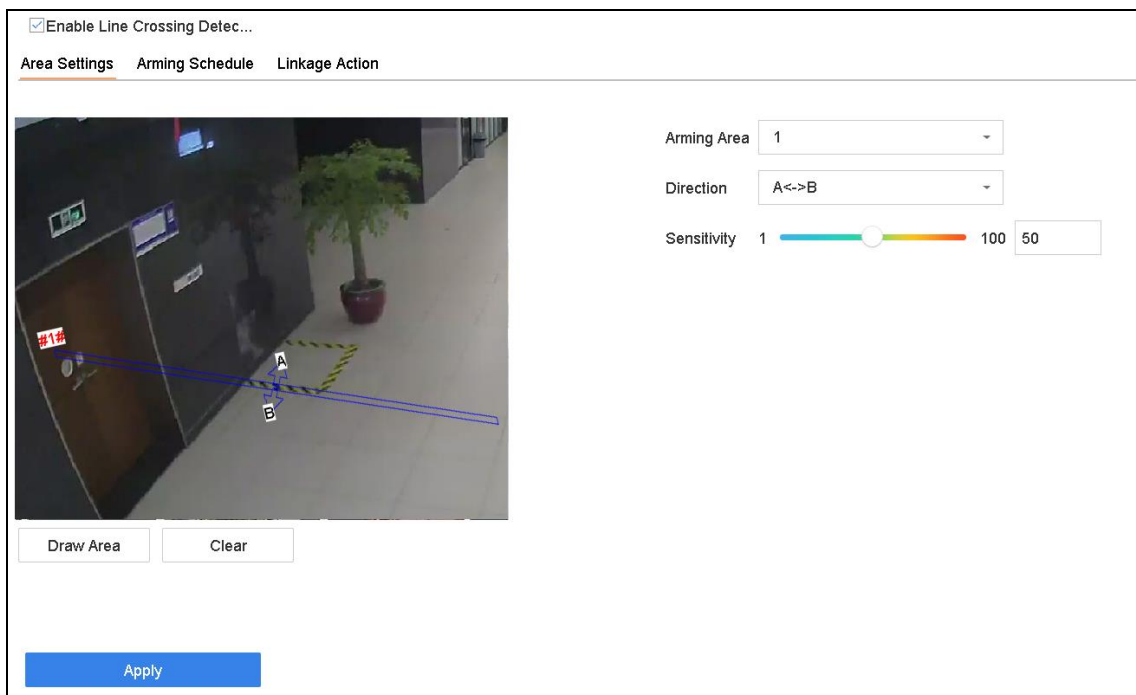 Enable Line Crossing Detec...
Area Settings Arming Schedule Linkage Action
Arming Area 1
Direction A<->B
Sensitivity 1 100 50
#1#
A
B
Draw Area Clear
Apply